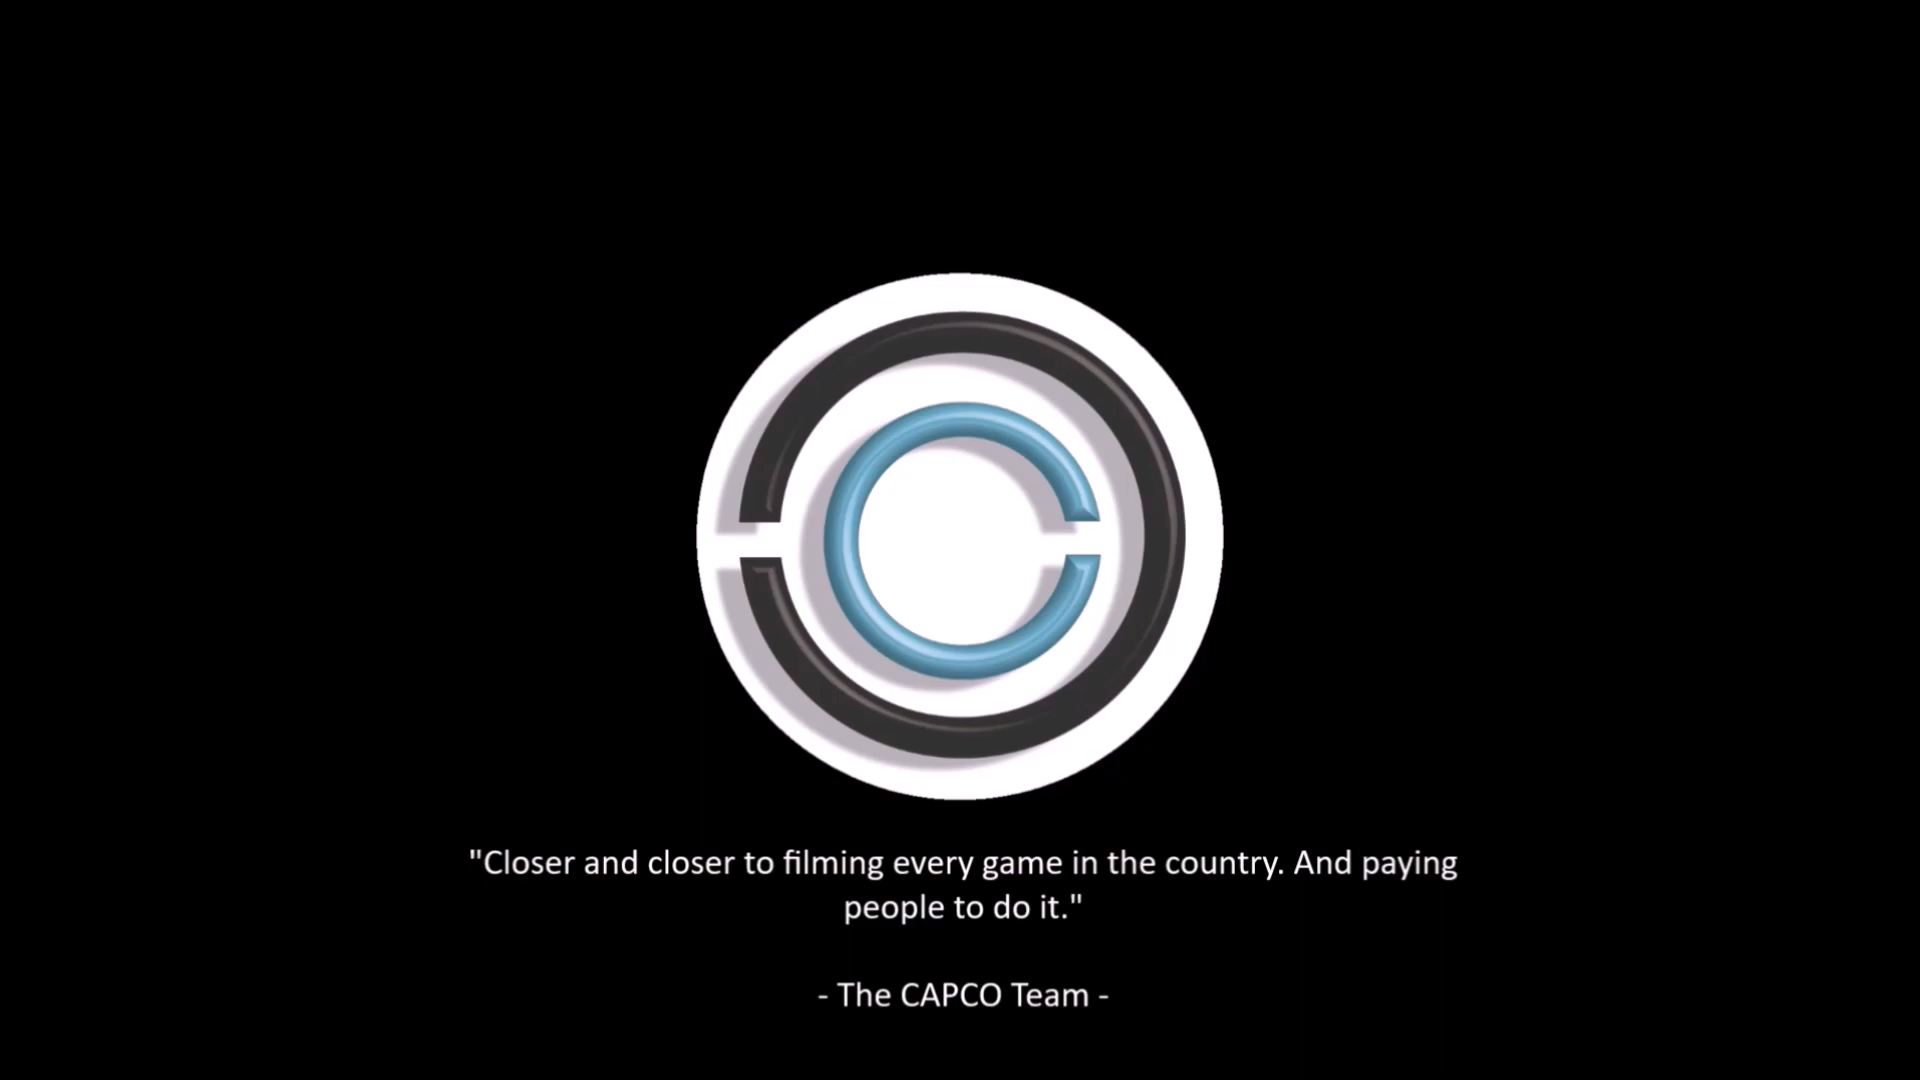 "Closer and closer to filming every game in the country. And paying
people to do it."
- The CAPCO Team -